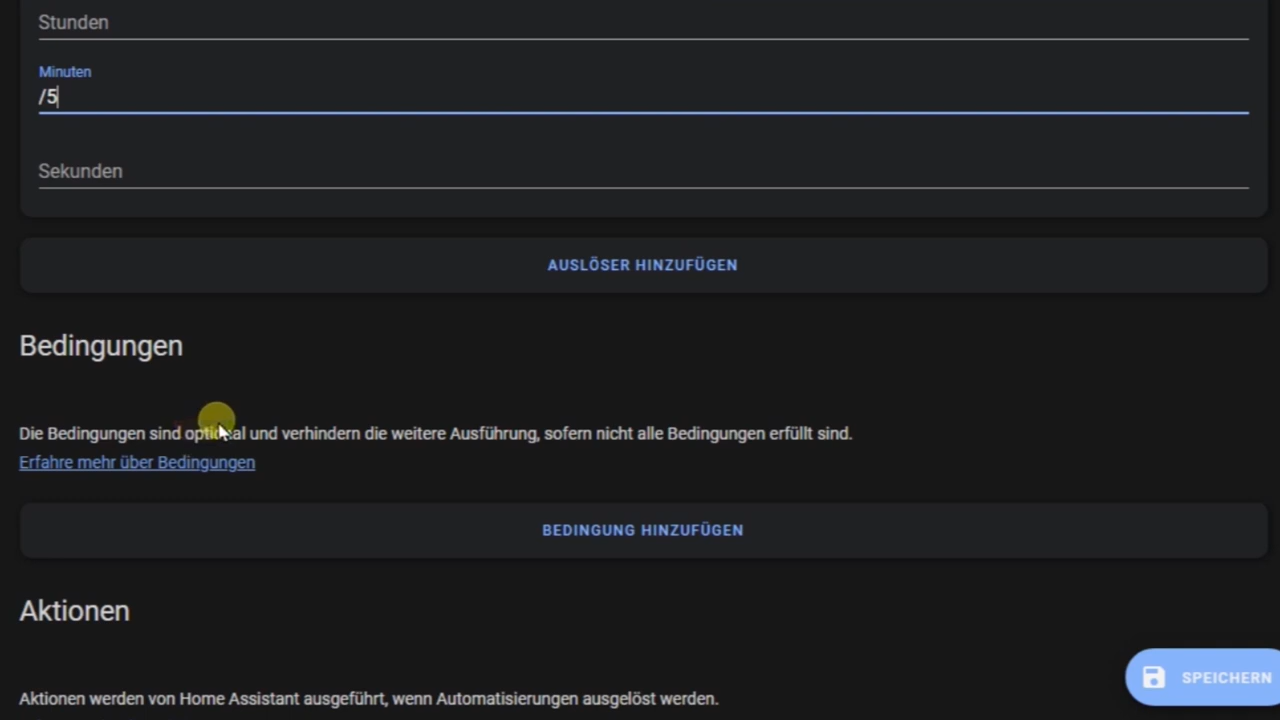 Stunden
Minuten
/5
Sekunden
AUSLÖSER HINZUFÜGEN
Bedingungen
Die Bedingungen sind optional und verhindern die weitere Ausführung, sofern nicht alle Bedingungen erfüllt sind.
Erfahre mehr über Bedingungen
BEDINGUNG HINZUFÜGEN
Aktionen
SPEICHERN
Aktionen werden von Home Assistant ausgeführt, wenn Automatisierungen ausgelöst werden.